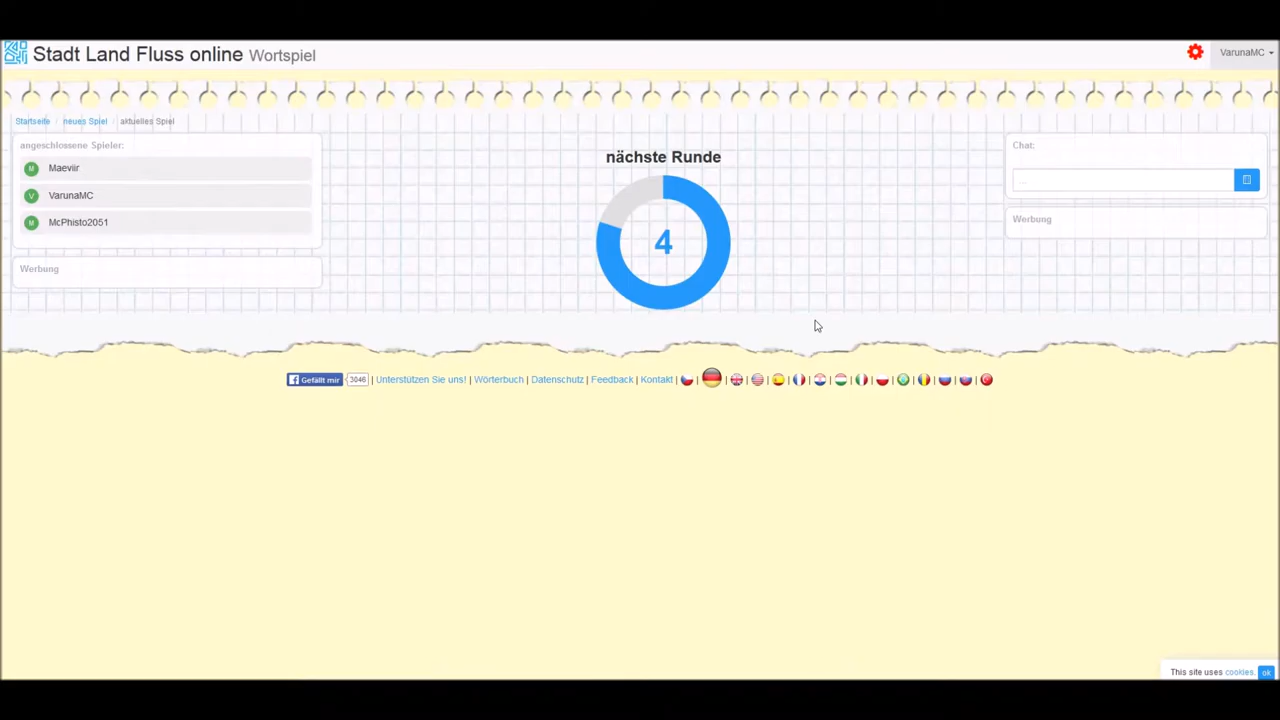 Stadt Land Fluss online Wortspiel
VarunaMC
Startseite / neues Spiel / aktuelles Spiel
angeschlossene Spieler:
M Maeviir
V VarunaMC
M McPhisto2051
Werbung
nächste Runde
4
Chat:
...
Werbung
Gefällt mir 3046 | Unterstützen Sie uns! | Wörterbuch | Datenschutz | Feedback | Kontakt |
This site uses cookies. ok